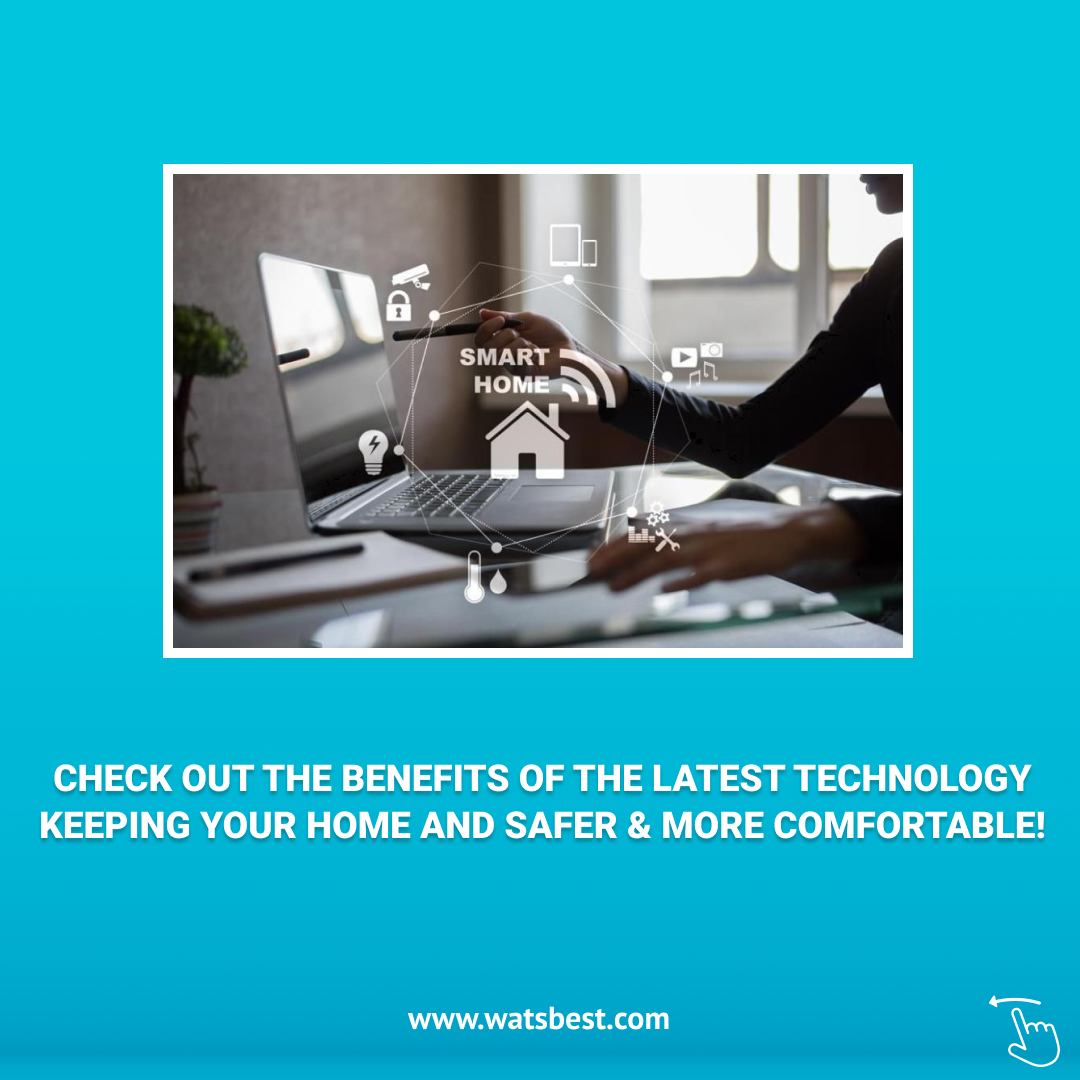 SMART
HOME
CHECK OUT THE BENEFITS OF THE LATEST TECHNOLOGY
KEEPING YOUR HOME AND SAFER & MORE COMFORTABLE!
www.watsbest.com